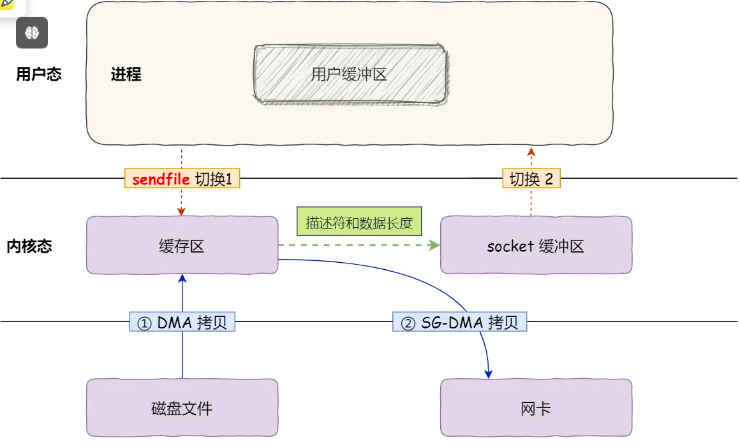 用户态
进程
用户缓冲区
sendfile 切换1
切换 2
描述符和数据长度
内核态
缓存区
socket 缓冲区
① DMA 拷贝
② SG-DMA 拷贝
磁盘文件
网卡